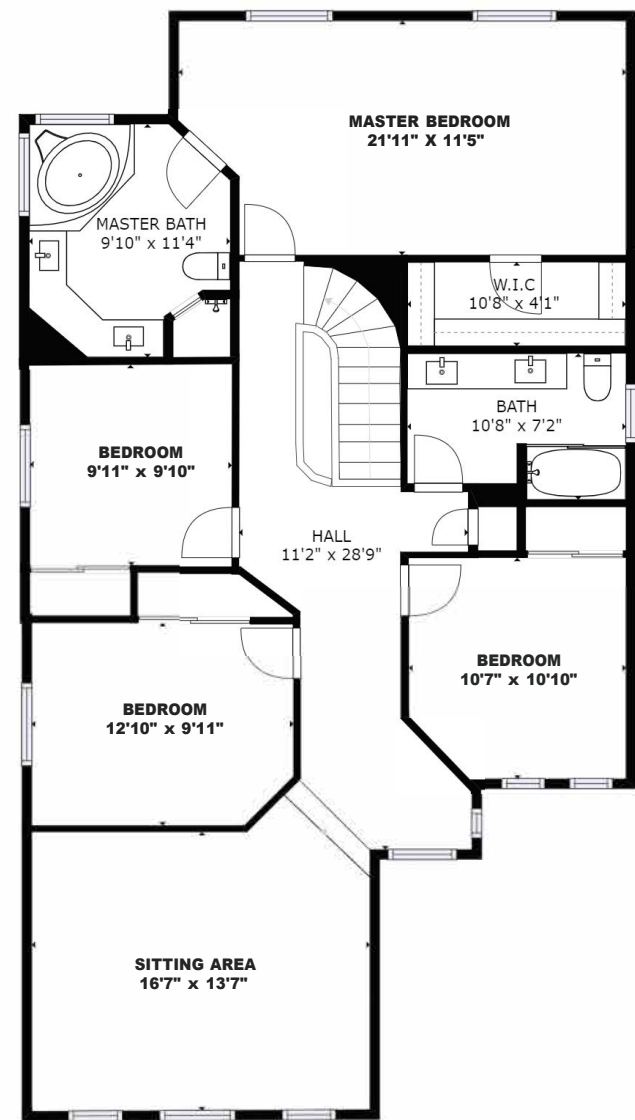 MASTER BEDROOM
21'11" X 11'5"
MASTER BATH
9'10" x 11'4"
W.I.C
10'8" x 4'1"
BATH
10'8" x 7'2"
BEDROOM
9'11" x 9'10"
HALL
11'2" x 28'9"
BEDROOM
10'7" x 10'10"
BEDROOM
12'10" x 9'11"
SITTING AREA
16'7" x 13'7"